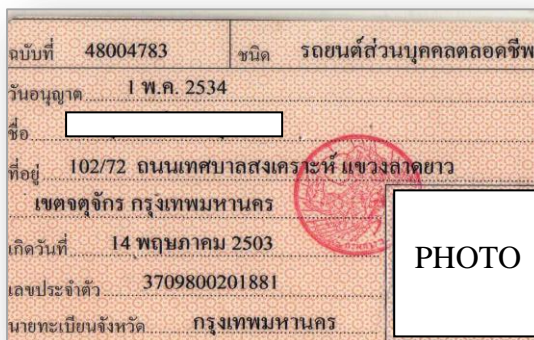 ฉบับที่ 48004783 ชนิด รถยนต์ส่วนบุคคลตลอดชีพ
วันอนุญาต 1 พ.ค. 2534
ชื่อ
ที่อยู่ 102/72 ถนนเทศบาลสงเคราะห์ แขวงลาดยาว
เขตจตุจักร กรุงเทพมหานคร
เกิดวันที่ 14 พฤษภาคม 2503
PHOTO
เลขประจำตัว 3709800201881
นายทะเบียนจังหวัด กรุงเทพมหานคร